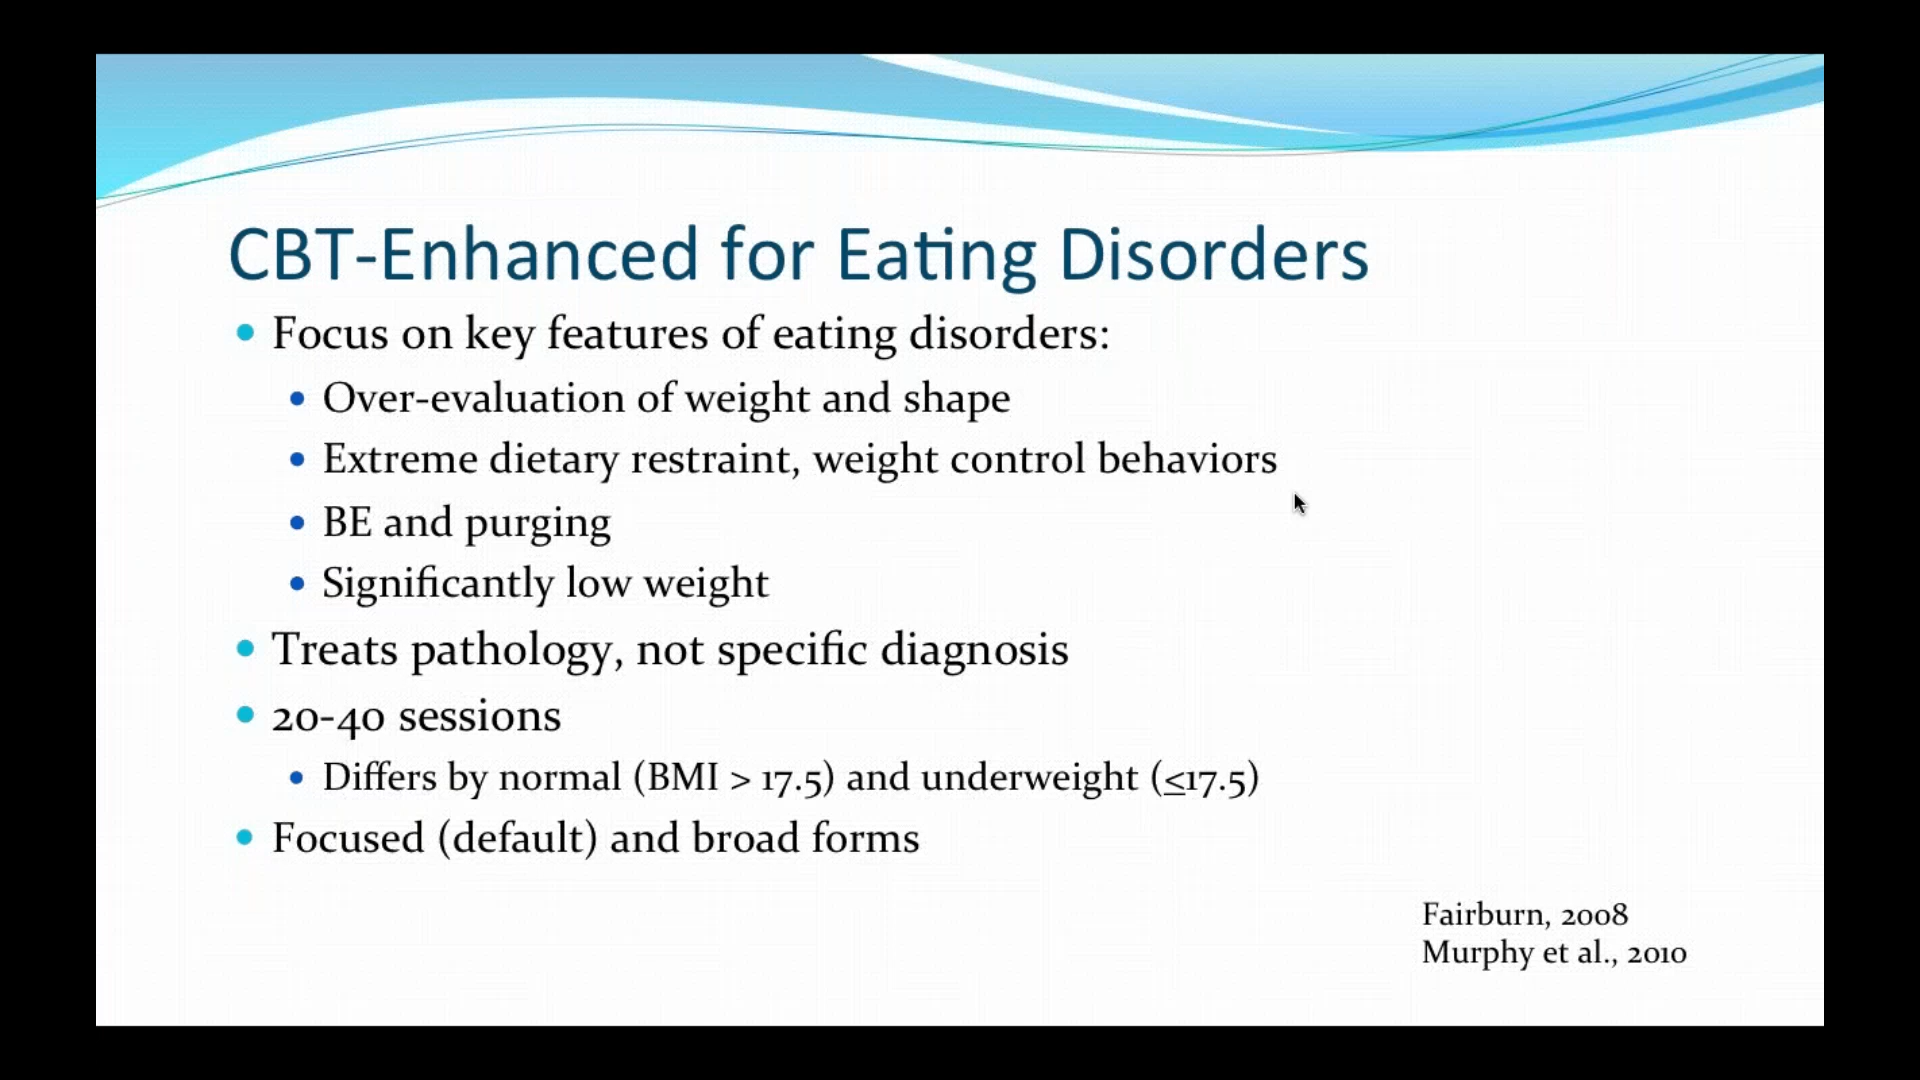 CBT-Enhanced for Eating Disorders
• Focus on key features of eating disorders:
• Over-evaluation of weight and shape
• Extreme dietary restraint, weight control behaviors
• BE and purging
• Significantly low weight
• Treats pathology, not specific diagnosis
• 20-40 sessions
• Differs by normal (BMI > 17.5) and underweight (≤17.5)
• Focused (default) and broad forms
Fairburn, 2008
Murphy et al., 2010